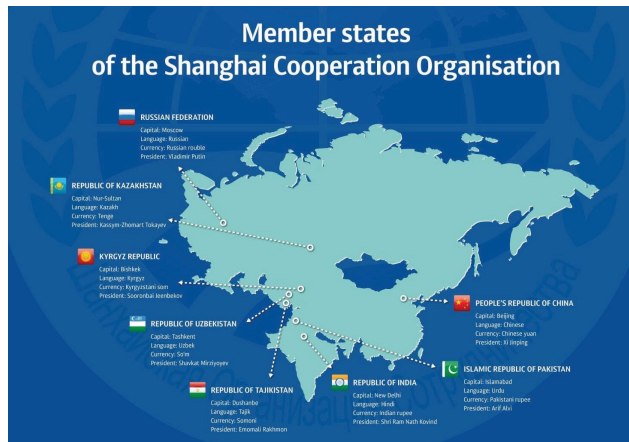 Member states
of the Shanghai Cooperation Organisation
RUSSIAN FEDERATION
Capital: Moscow
Language: Russian
Currency: Russian rouble
President: Vladimir Putin
REPUBLIC OF KAZAKHSTAN
Capital: Nur-Sultan
Language: Kazakh
Currency: Tenge
President: Kassym-Zhomart Tokayev
KYRGYZ REPUBLIC
Capital: Bishkek
Language: Kyrgyz
Currency: Kyrgyzstani som
President: Sooronbai Jeenbekov
REPUBLIC OF UZBEKISTAN
Capital: Tashkent
Language: Uzbek
Currency: So'm
President: Shavkat Mirziyoyev
REPUBLIC OF TAJIKISTAN
Capital: Dushanbe
Language: Tajik
Currency: Somoni
President: Emomali Rakhmon
REPUBLIC OF INDIA
Capital: New Delhi
Language: Hindi
Currency: Indian rupee
President: Shri Ram Nath Kovind
PEOPLE'S REPUBLIC OF CHINA
Capital: Beijing
Language: Chinese
Currency: Chinese yuan
President: Xi Jinping
ISLAMIC REPUBLIC OF PAKISTAN
Capital: Islamabad
Language: Urdu
Currency: Pakistani rupee
President: Arif Alvi